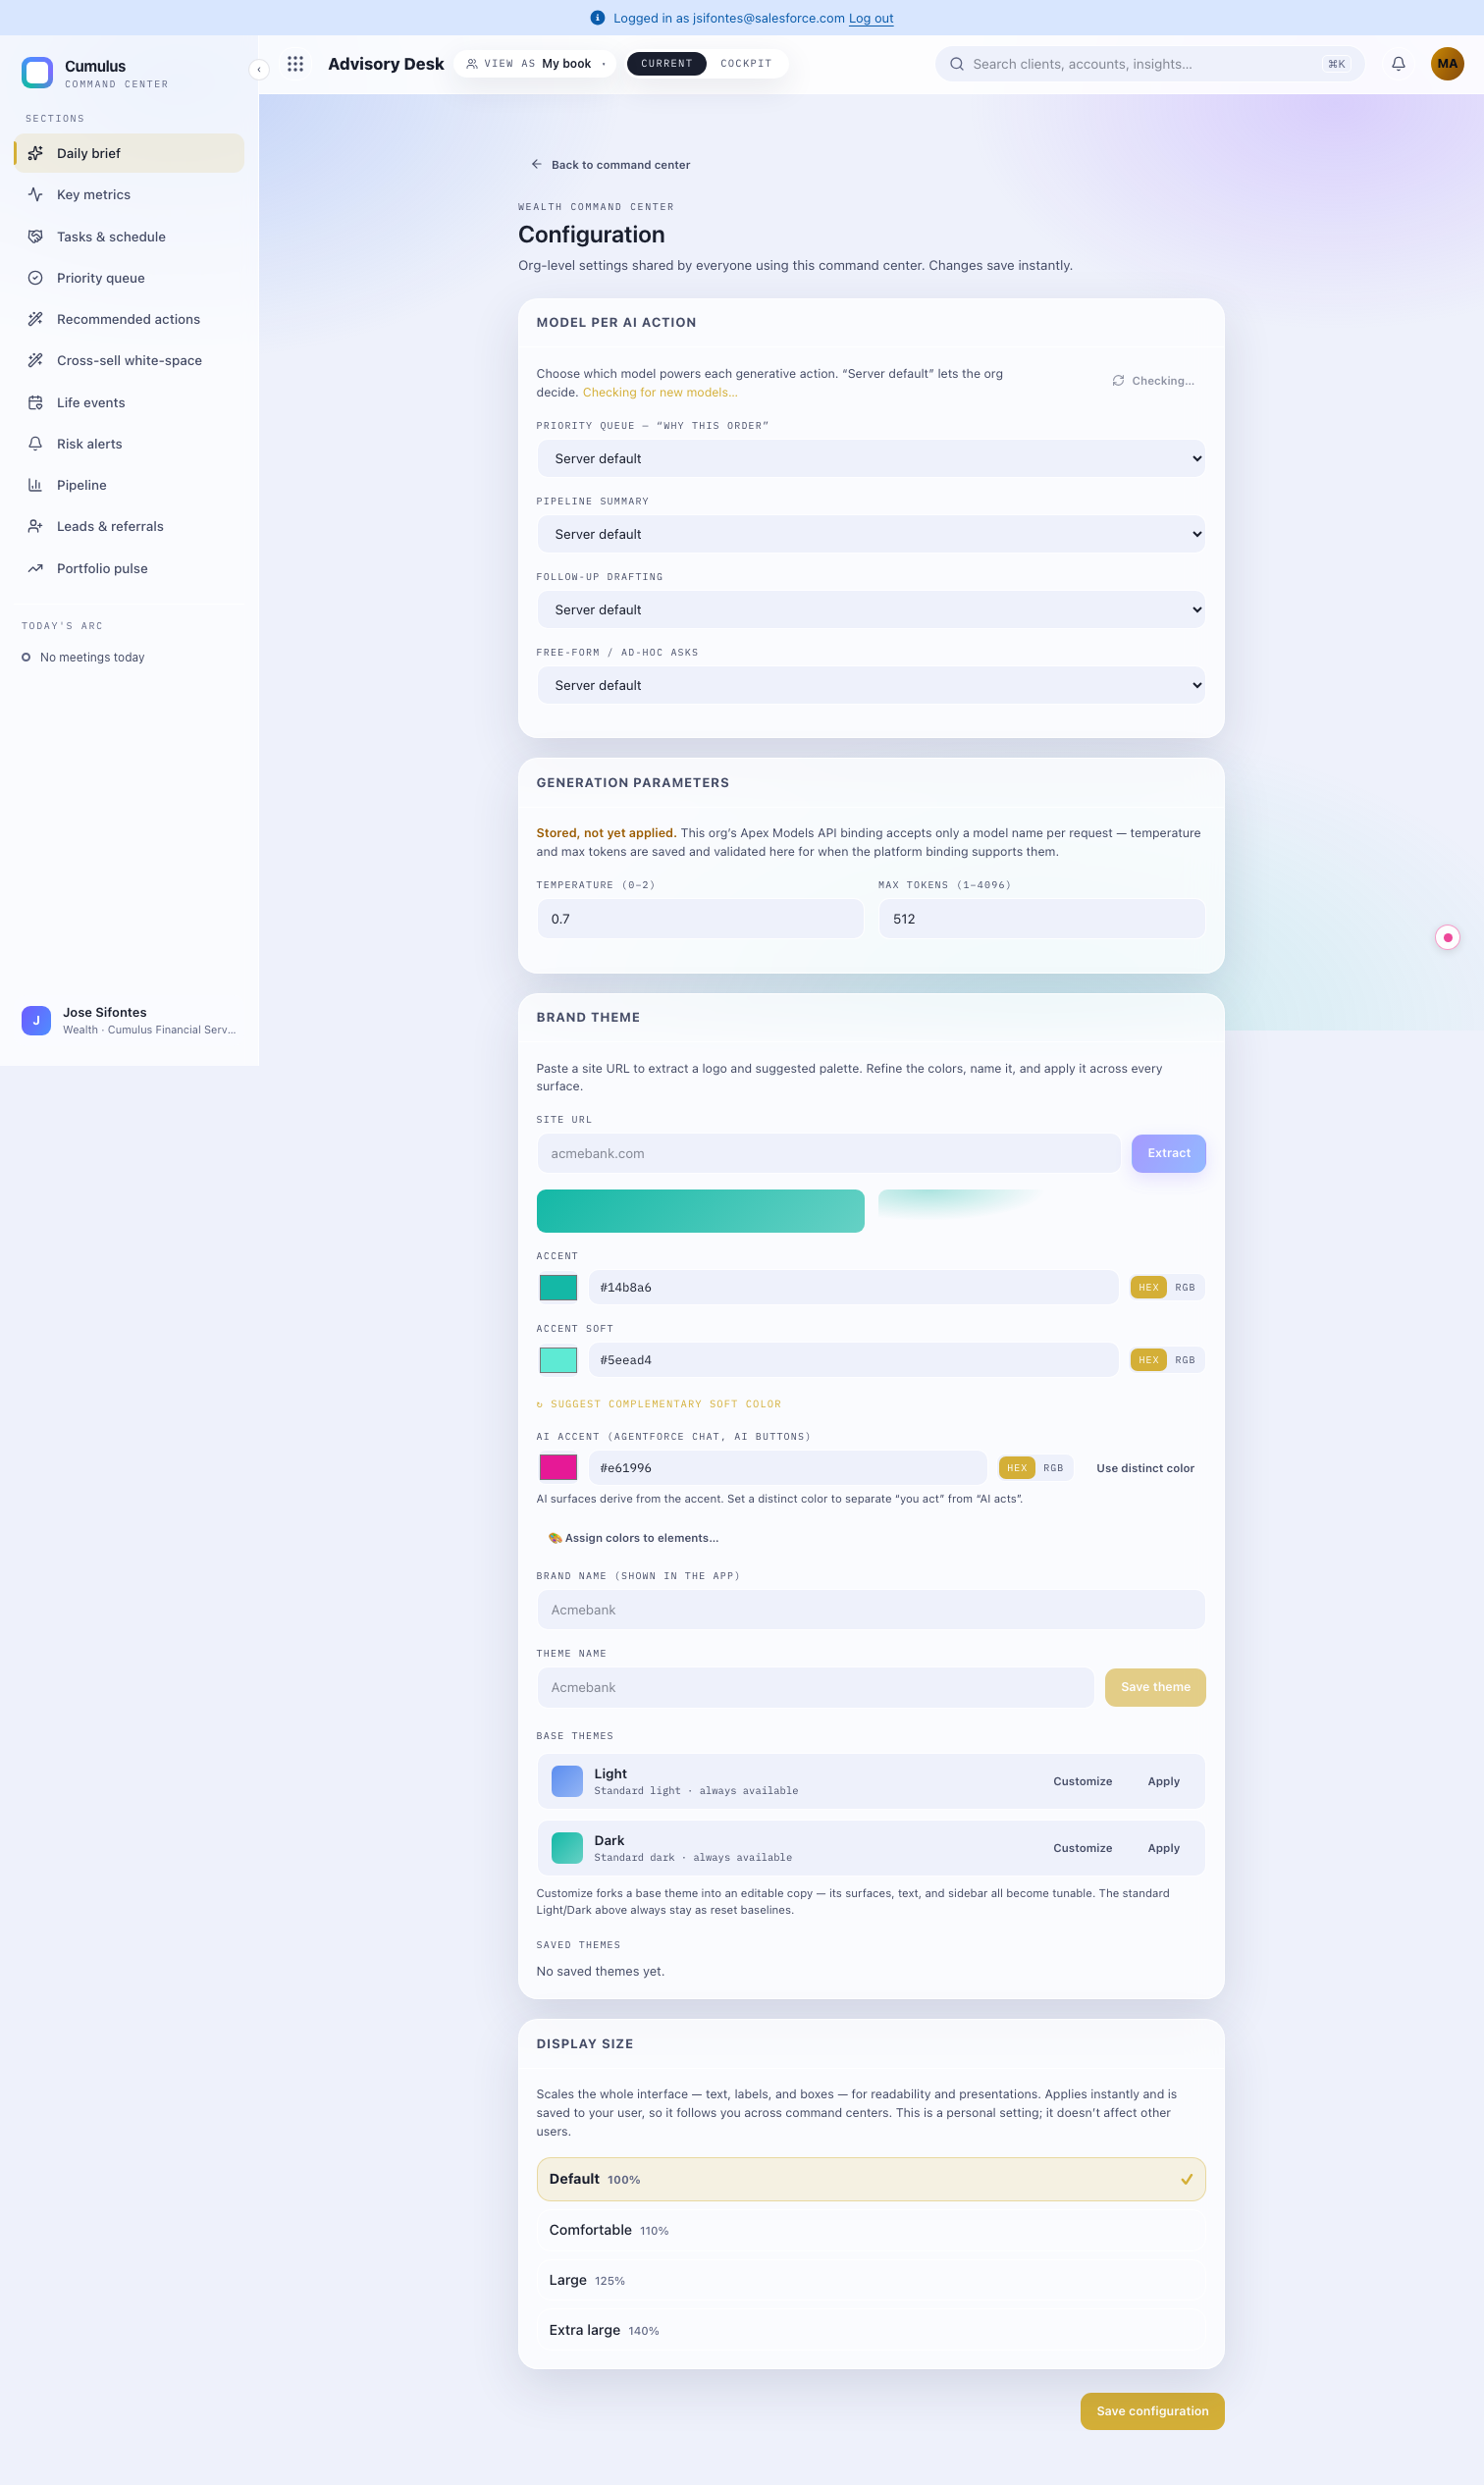 Logged in as jsifontes@salesforce.com Log out
Cumulus
COMMAND CENTER
SECTIONS
Daily brief
Key metrics
Tasks & schedule
Priority queue
Recommended actions
Cross-sell white-space
Life events
Risk alerts
Pipeline
Leads & referrals
Portfolio pulse
TODAY'S ARC
No meetings today
J
Jose Sifontes
Wealth · Cumulus Financial Serv...
Advisory Desk
VIEW AS My book
CURRENT
COCKPIT
Search clients, accounts, insights...
⌘K
MA
Back to command center
WEALTH COMMAND CENTER
Configuration
Org-level settings shared by everyone using this command center. Changes save instantly.
MODEL PER AI ACTION
Choose which model powers each generative action. “Server default” lets the org
decide. Checking for new models…
Checking…
PRIORITY QUEUE — “WHY THIS ORDER”
Server default
PIPELINE SUMMARY
Server default
FOLLOW-UP DRAFTING
Server default
FREE-FORM / AD-HOC ASKS
Server default
GENERATION PARAMETERS
Stored, not yet applied. This org’s Apex Models API binding accepts only a model name per request — temperature
and max tokens are saved and validated here for when the platform binding supports them.
TEMPERATURE (0–2)
MAX TOKENS (1–4096)
0.7
512
BRAND THEME
Paste a site URL to extract a logo and suggested palette. Refine the colors, name it, and apply it across every
surface.
SITE URL
acmebank.com
Extract
ACCENT
#14b8a6
HEX RGB
ACCENT SOFT
#5eead4
HEX RGB
↻ SUGGEST COMPLEMENTARY SOFT COLOR
AI ACCENT (AGENTFORCE CHAT, AI BUTTONS)
#e61996
HEX RGB
Use distinct color
AI surfaces derive from the accent. Set a distinct color to separate “you act” from “AI acts”.
🎨 Assign colors to elements…
BRAND NAME (SHOWN IN THE APP)
Acmebank
THEME NAME
Acmebank
Save theme
BASE THEMES
Light
Standard light · always available
Customize
Apply
Dark
Standard dark · always available
Customize
Apply
Customize forks a base theme into an editable copy — its surfaces, text, and sidebar all become tunable. The standard
Light/Dark above always stay as reset baselines.
SAVED THEMES
No saved themes yet.
DISPLAY SIZE
Scales the whole interface — text, labels, and boxes — for readability and presentations. Applies instantly and is
saved to your user, so it follows you across command centers. This is a personal setting; it doesn’t affect other
users.
Default 100%
Comfortable 110%
Large 125%
Extra large 140%
Save configuration